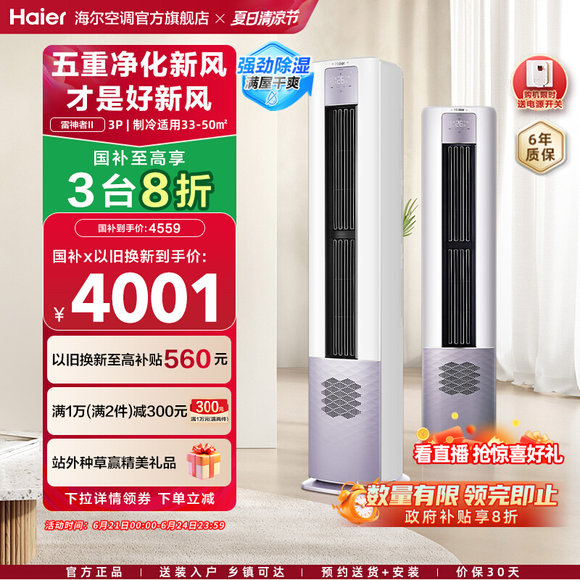 Haier 海尔空调官方旗舰店 × 夏日清凉节
五重净化新风
才是好新风
雷神者II 3P | 制冷适用33-50㎡
强劲除湿
满屋干爽
购机限时
送电源开关
6年
质保
国补至高享
3台8折
国补到手价:4559
国补x以旧换新到手价:
¥4001
以旧换新至高补贴560元
满1万(满2件)减300元
300元
站外种草赢精美礼品
下拉详情领券 下单立减
活动时间:6月21日00:00-6月24日23:59
Haier
Haier
看直播 抢惊喜好礼
数量有限 领完即止
政府补贴享8折
官方正品 | 送装入户 乡镇可达 | 预约送货+安装 | 价保30天